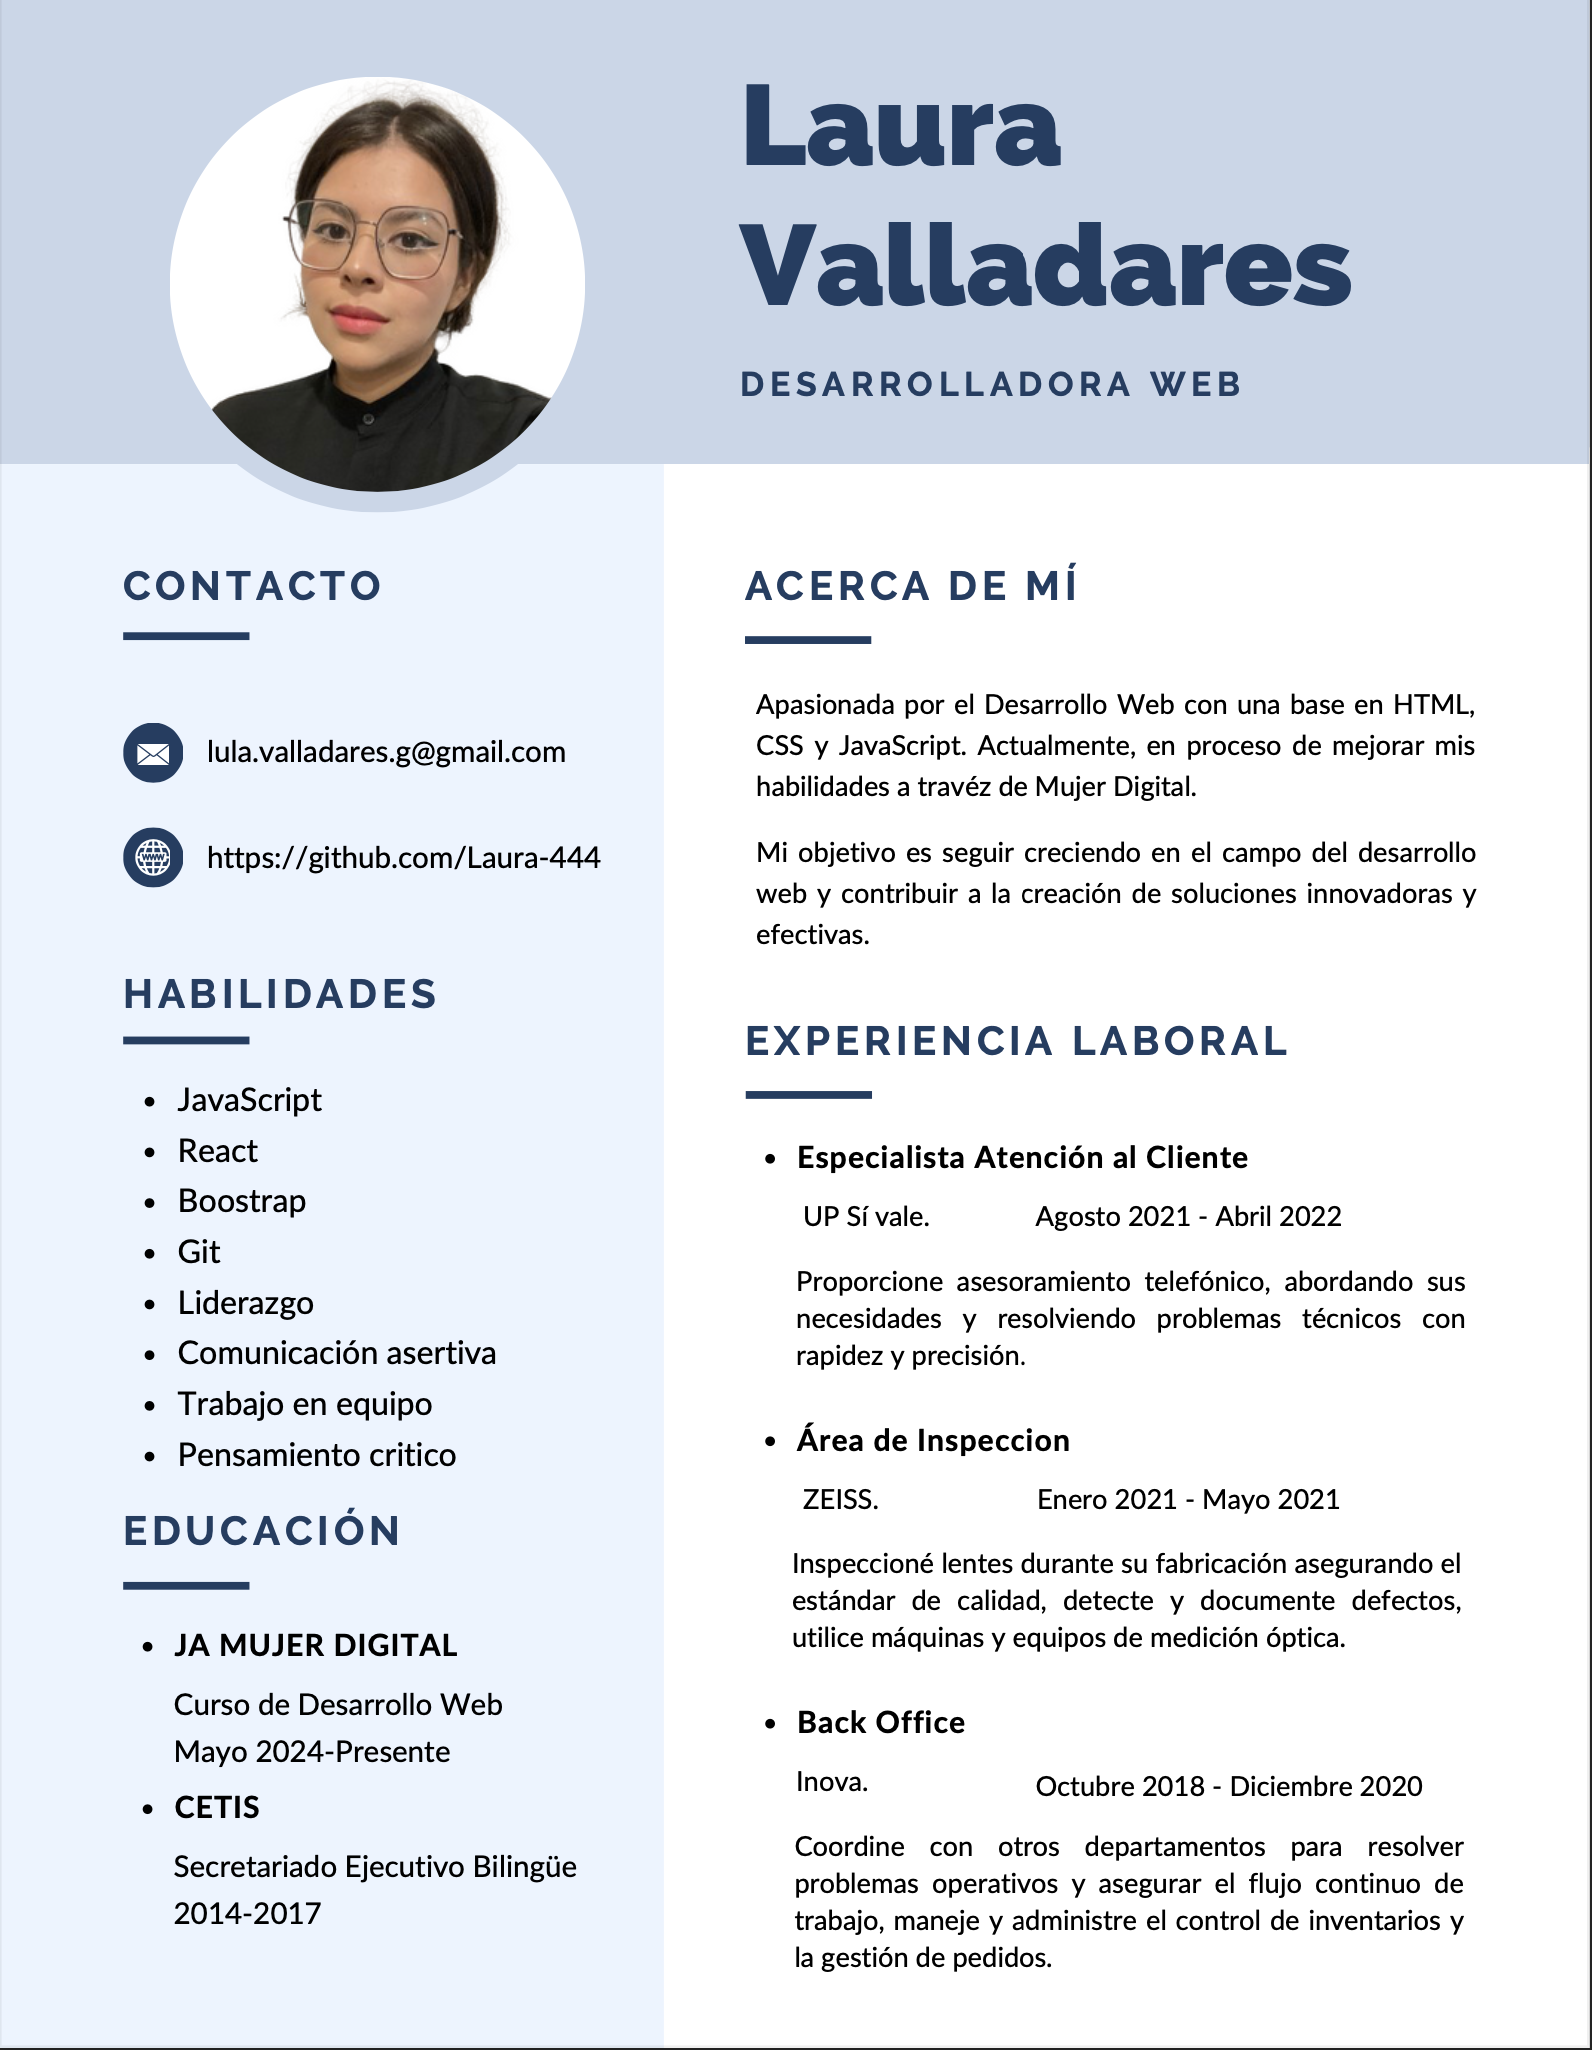 Laura
Valladares
DESARROLLADORA WEB
CONTACTO
lula.valladares.g@gmail.com
www
https://github.com/Laura-444
HABILIDADES
JavaScript
React
Boostrap
Git
Liderazgo
Comunicación asertiva
Trabajo en equipo
Pensamiento critico
EDUCACIÓN
JA MUJER DIGITAL
Curso de Desarrollo Web
Mayo 2024-Presente
CETIS
Secretariado Ejecutivo Bilingüe
2014-2017
ACERCA DE MÍ
Apasionada por el Desarrollo Web con una base en HTML,
CSS y JavaScript. Actualmente, en proceso de mejorar mis
habilidades a travéz de Mujer Digital.
Mi objetivo es seguir creciendo en el campo del desarrollo
web y contribuir a la creación de soluciones innovadoras y
efectivas.
EXPERIENCIA LABORAL
Especialista Atención al Cliente
UP Sí vale. Agosto 2021 - Abril 2022
Proporcione asesoramiento telefónico, abordando sus
necesidades y resolviendo problemas técnicos con
rapidez y precisión.
Área de Inspeccion
ZEISS. Enero 2021 - Mayo 2021
Inspeccioné lentes durante su fabricación asegurando el
estándar de calidad, detecte y documente defectos,
utilice máquinas y equipos de medición óptica.
Back Office
Inova. Octubre 2018 - Diciembre 2020
Coordine con otros departamentos para resolver
problemas operativos y asegurar el flujo continuo de
trabajo, maneje y administre el control de inventarios y
la gestión de pedidos.